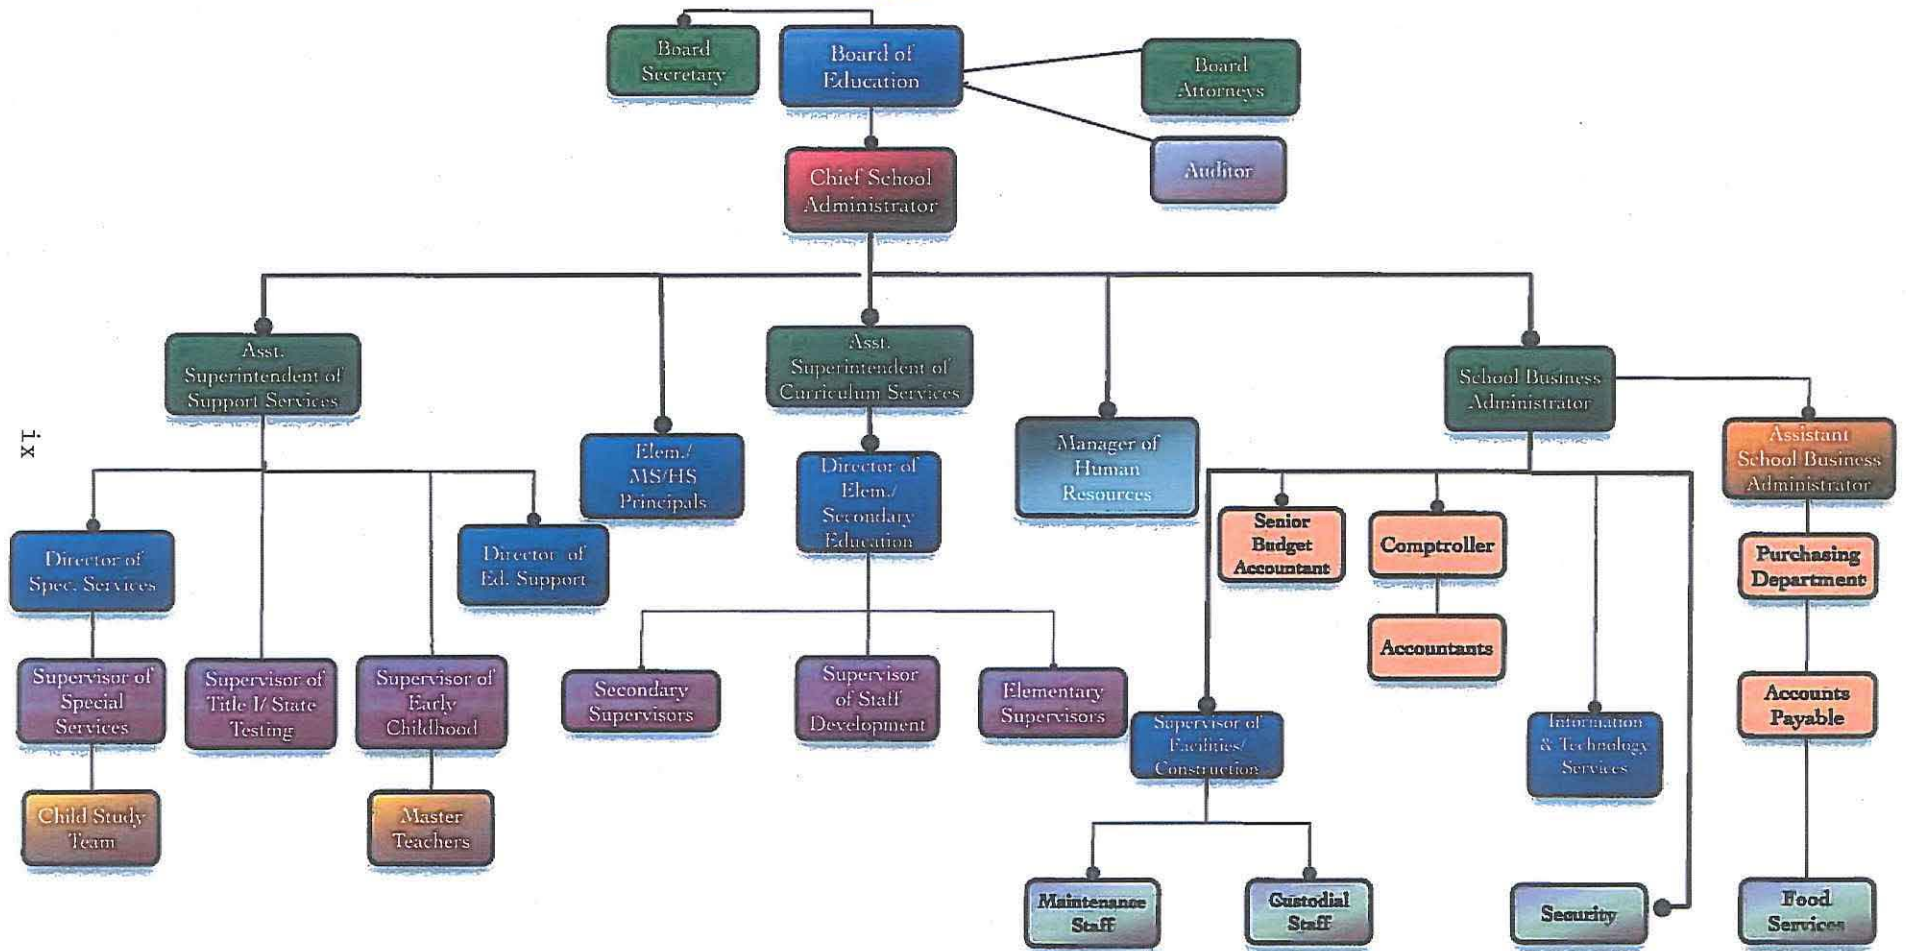 Board
Secretary
Board of
Education
Board
Attorneys
Auditor
Chief School
Administrator
Asst.
Superintendent of
Support Services
Elem./
MS/HS
Principals
Asst.
Superintendent of
Curriculum Services
Manager of
Human
Resources
School Business
Administrator
Assistant
School Business
Administrator
ix
Director of
Spec. Services
Director of
Ed. Support
Director of
Elem./
Secondary
Education
Senior
Budget
Accountant
Comptroller
Purchasing
Department
Accountants
Supervisor of
Special
Services
Supervisor of
Title I/ State
Testing
Supervisor of
Early
Childhood
Secondary
Supervisors
Supervisor
of Staff
Development
Elementary
Supervisors
Supervisor of
Facilities/
Construction
Information
& Technology
Services
Accounts
Payable
Child Study
Team
Master
Teachers
Maintenance
Staff
Custodial
Staff
Security
Food
Services